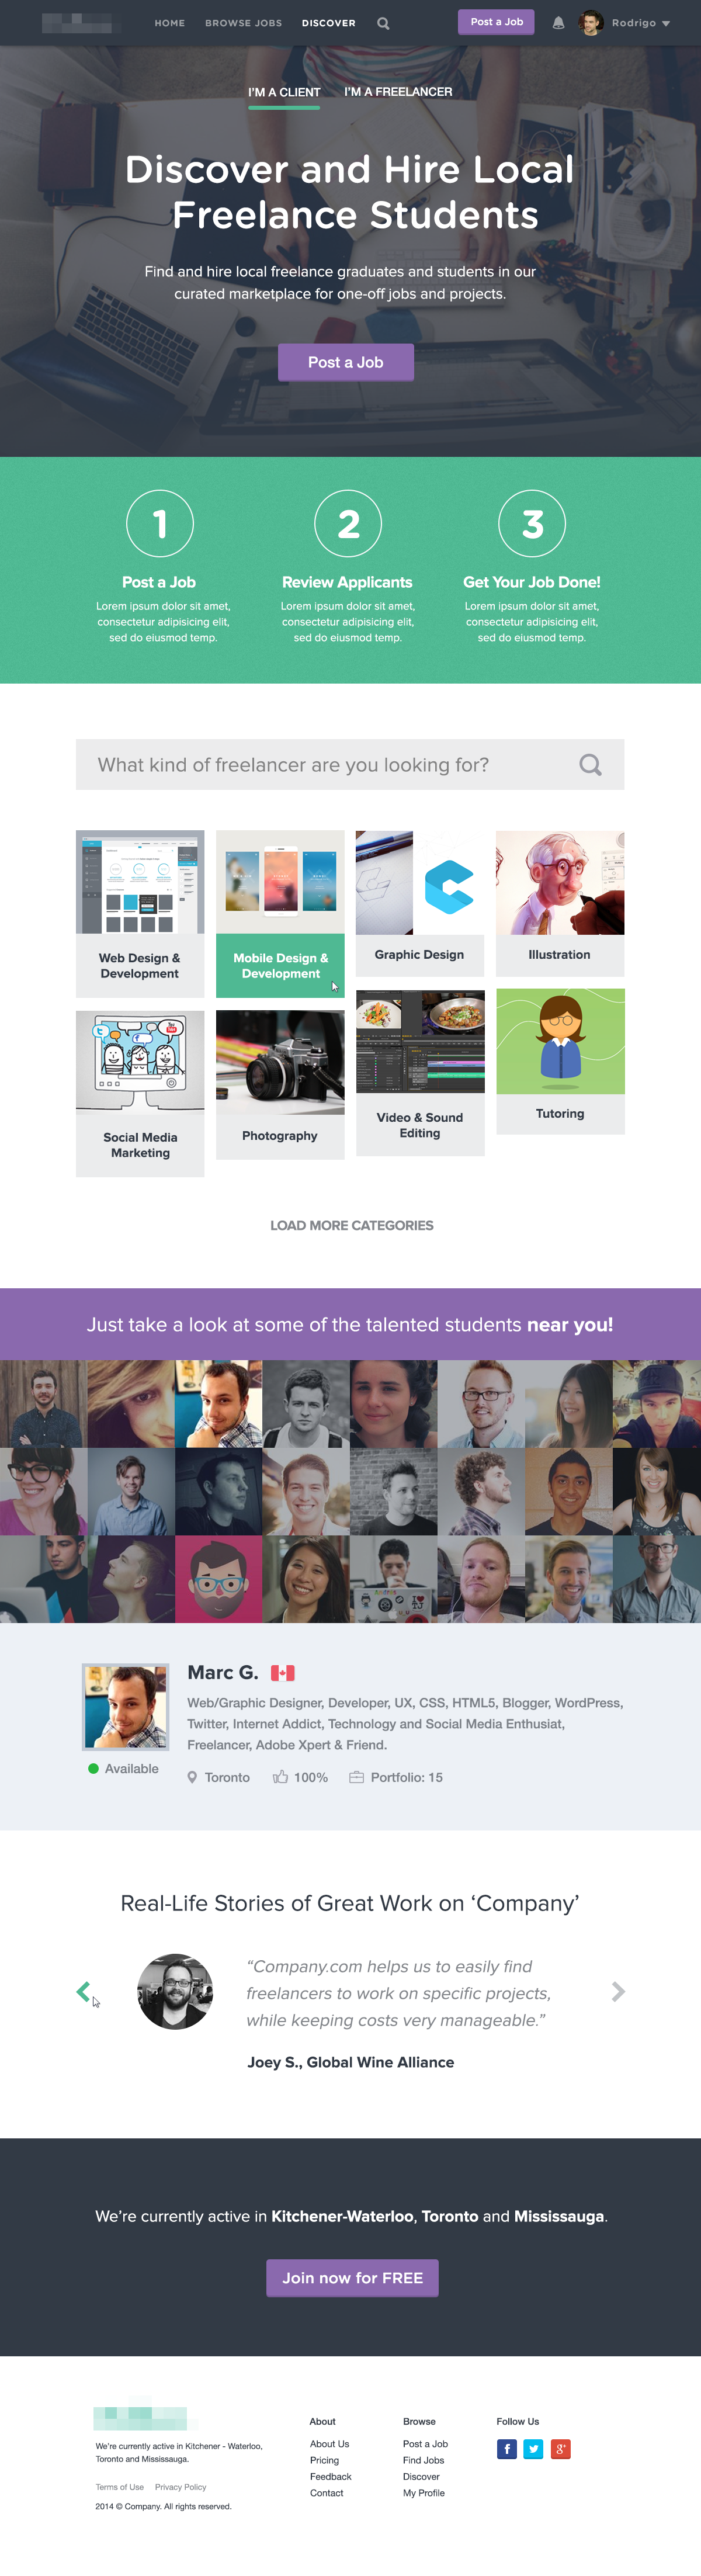 HOME BROWSE JOBS DISCOVER Post a Job Rodrigo
I'M A CLIENT I'M A FREELANCER
Discover and Hire Local
Freelance Students
Find and hire local freelance graduates and students in our
curated marketplace for one-off jobs and projects.
Post a Job
1 2 3
Post a Job Review Applicants Get Your Job Done!
Lorem ipsum dolor sit amet, Lorem ipsum dolor sit amet, Lorem ipsum dolor sit amet,
consectetur adipisicing elit, consectetur adipisicing elit, consectetur adipisicing elit,
sed do eiusmod temp. sed do eiusmod temp. sed do eiusmod temp.
What kind of freelancer are you looking for?
Web Design &
Development
Mobile Design &
Development
Graphic Design
Illustration
Social Media
Marketing
Photography
Video & Sound
Editing
Tutoring
LOAD MORE CATEGORIES
Just take a look at some of the talented students near you!
Marc G.
Web/Graphic Designer, Developer, UX, CSS, HTML5, Blogger, WordPress,
Twitter, Internet Addict, Technology and Social Media Enthusiat,
Freelancer, Adobe Xpert & Friend.
Available
Toronto 100% Portfolio: 15
Real-Life Stories of Great Work on ‘Company’
“Company.com helps us to easily find
freelancers to work on specific projects,
while keeping costs very manageable.”
Joey S., Global Wine Alliance
We’re currently active in Kitchener-Waterloo, Toronto and Mississauga.
Join now for FREE
We’re currently active in Kitchener - Waterloo,
Toronto and Mississauga.
Terms of Use Privacy Policy
2014 © Company. All rights reserved.
About
About Us
Pricing
Feedback
Contact
Browse
Post a Job
Find Jobs
Discover
My Profile
Follow Us